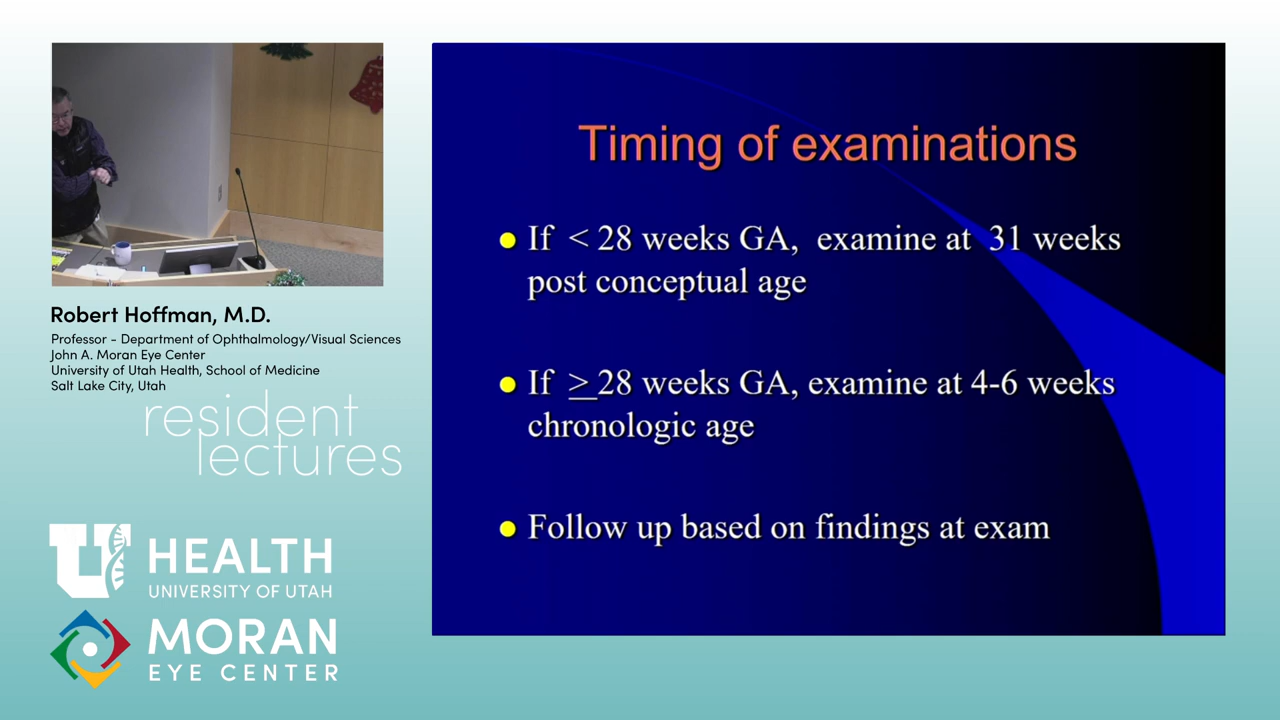 Timing of examinations
If < 28 weeks GA, examine at 31 weeks
post conceptual age
If ≥ 28 weeks GA, examine at 4-6 weeks
chronologic age
Follow up based on findings at exam
Robert Hoffman, M.D.
Professor - Department of Ophthalmology/Visual Sciences
John A. Moran Eye Center
University of Utah Health, School of Medicine
Salt Lake City, Utah
resident
lectures
U HEALTH
UNIVERSITY OF UTAH
MORAN
EYE CENTER